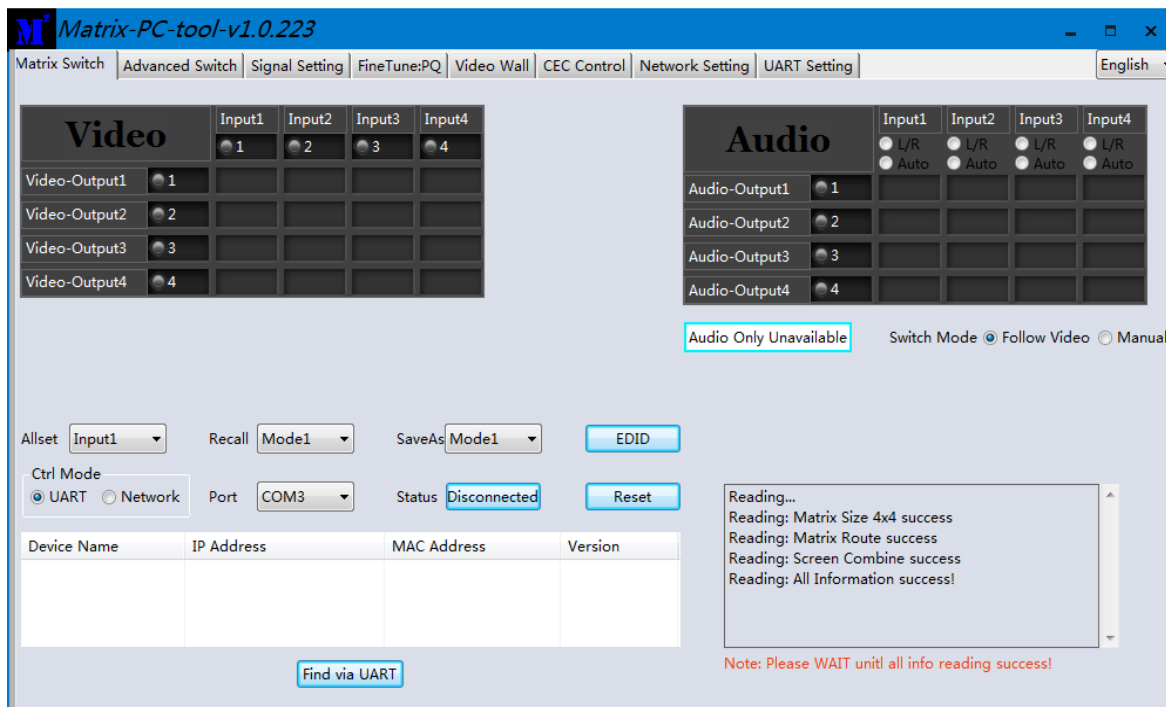 M² Matrix-PC-tool-v1.0.223
Matrix Switch Advanced Switch Signal Setting FineTune:PQ Video Wall CEC Control Network Setting UART Setting English
Video Input1 Input2 Input3 Input4
1 2 3 4
Video-Output1 1
Video-Output2 2
Video-Output3 3
Video-Output4 4
Audio Input1 Input2 Input3 Input4
L/R L/R L/R L/R
Auto Auto Auto Auto
Audio-Output1 1
Audio-Output2 2
Audio-Output3 3
Audio-Output4 4
Audio Only Unavailable Switch Mode Follow Video Manual
Allset Input1 Recall Mode1 SaveAs Mode1 EDID
Ctrl Mode
UART Network Port COM3 Status Disconnected Reset
Device Name IP Address MAC Address Version
Find via UART
Reading...
Reading: Matrix Size 4x4 success
Reading: Matrix Route success
Reading: Screen Combine success
Reading: All Information success!
Note: Please WAIT unitl all info reading success!